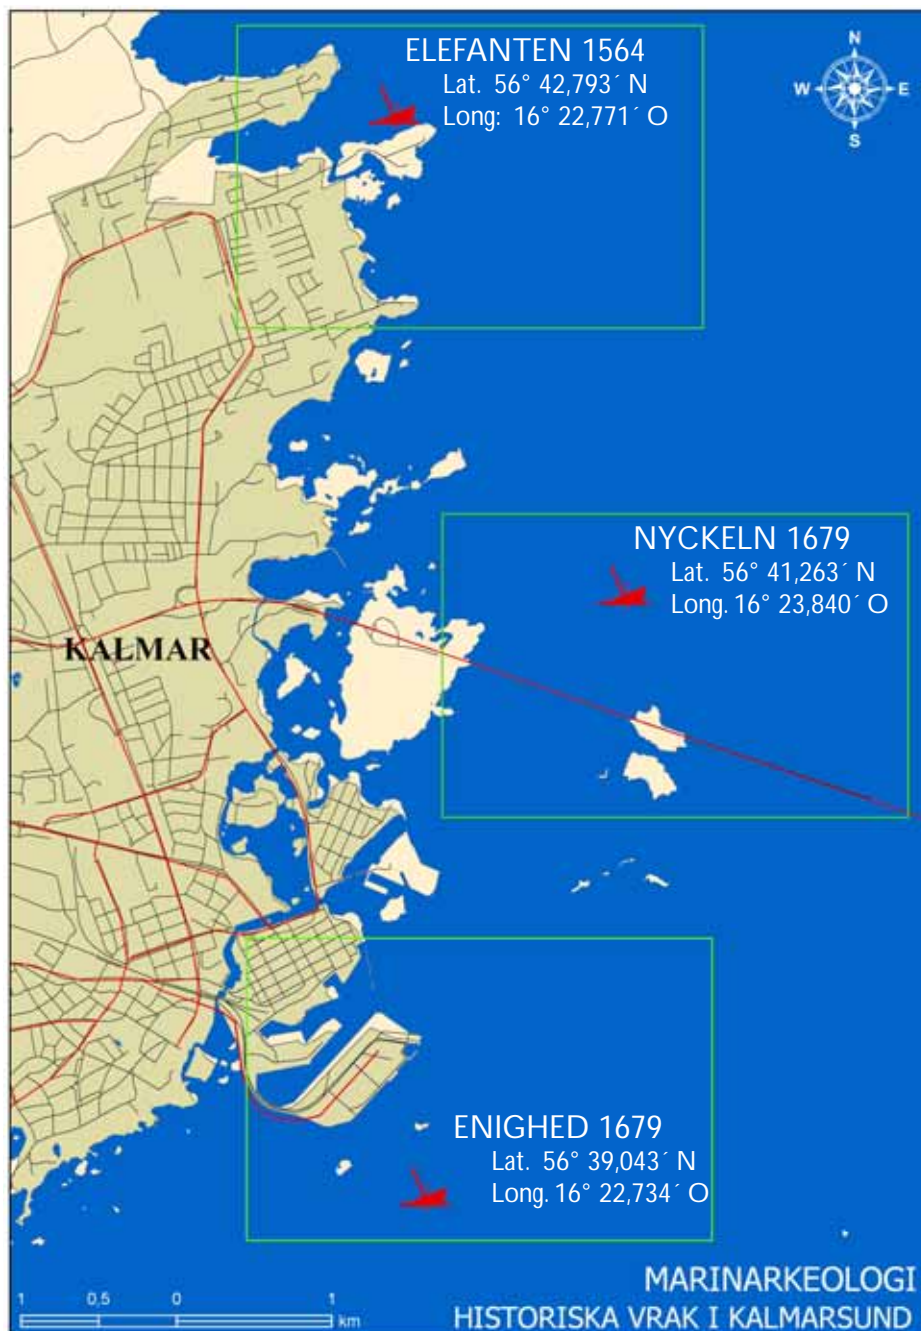 ELEFANTEN 1564
Lat. 56° 42,793´ N
Long: 16° 22,771´ O
N
W E
S
NYCKELN 1679
Lat. 56° 41,263´ N
Long. 16° 23,840´ O
KALMAR
ENIGHED 1679
Lat. 56° 39,043´ N
Long. 16° 22,734´ O
MARINARKEOLOGI
HISTORISKA VRAK I KALMARSUND
1 0,5 0 1
km